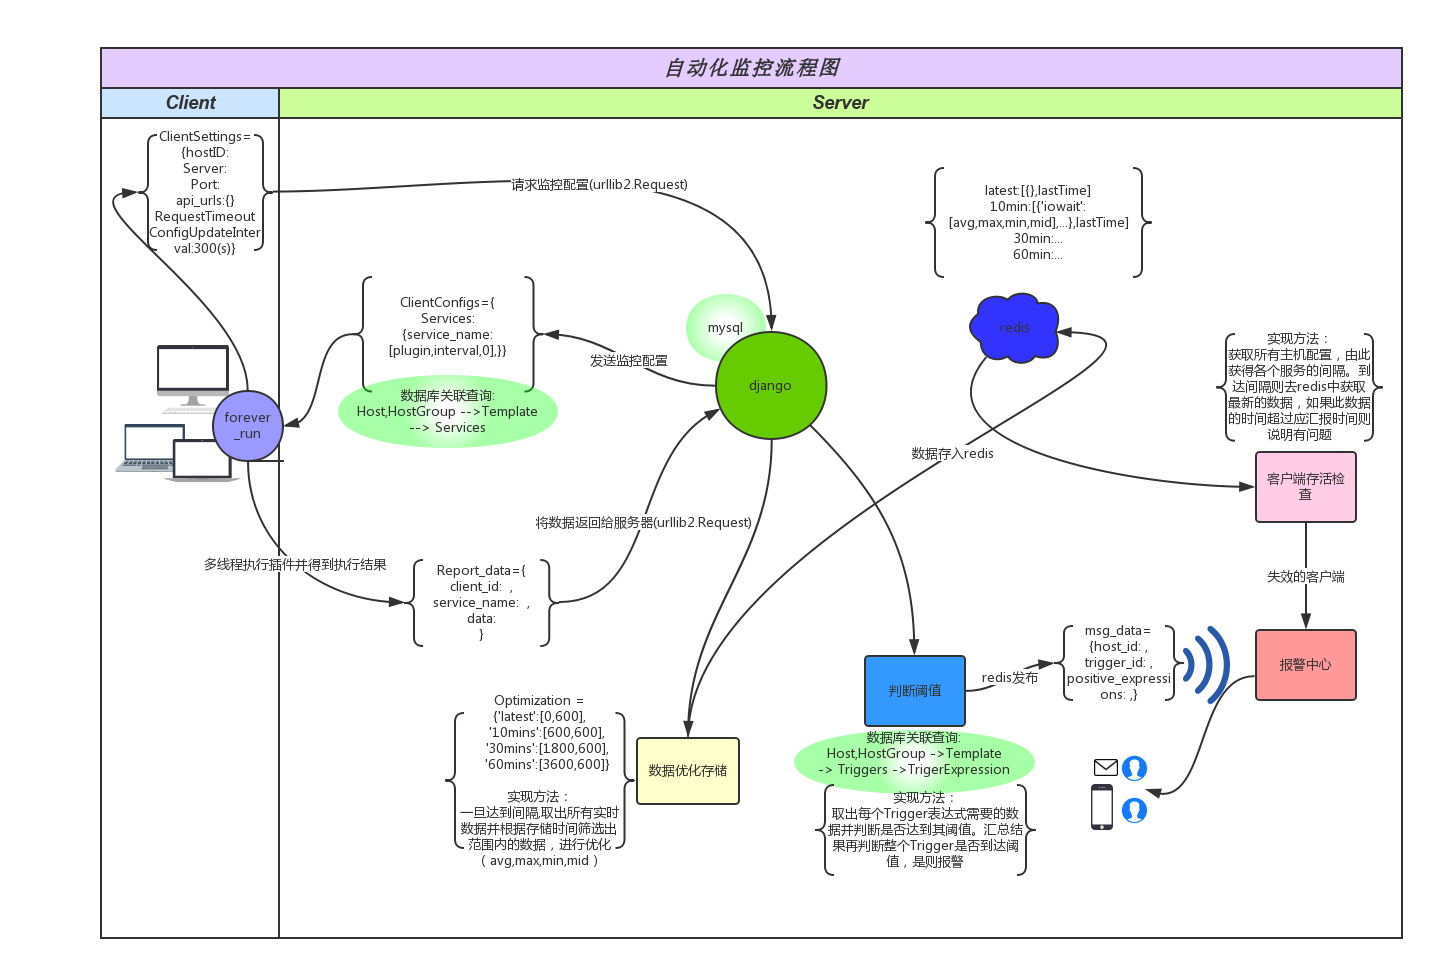 自动化监控流程图
Client
Server
ClientSettings=
{hostID:
Server:
Port:
api_urls:{}
RequestTimeout
ConfigUpdateInter
val:300(s)}
请求监控配置(urllib2.Request)
latest:[{},lastTime]
10min:[{'iowait':
[avg,max,min,mid],...},lastTime]
30min:...
60min:...
ClientConfigs={
Services:
{service_name:
[plugin,interval,0],}}
发送监控配置
mysql
django
redis
实现方法：
获取所有主机配置，由此
获得各个服务的间隔。到
达间隔则去redis中获取
最新的数据，如果此数据
的时间超过应汇报时间则
说明有问题
数据库关联查询:
Host,HostGroup -->Template
--> Services
forever
_run
数据存入redis
客户端存活检
查
将数据返回给服务器(urllib2.Request)
多线程执行插件并得到执行结果
Report_data={
client_id:  ,
service_name:  ,
data:
}
失效的客户端
msg_data=
{host_id: ,
trigger_id: ,
positive_expressi
ons: ,}
报警中心
redis发布
判断阈值
数据库关联查询:
Host,HostGroup ->Template
-> Triggers ->TrigerExpression
Optimization =
{'latest':[0,600],
'10mins':[600,600],
'30mins':[1800,600],
'60mins':[3600,600]}
实现方法：
一旦达到间隔,取出所有实时
数据并根据存储时间筛选出
范围内的数据，进行优化
（avg,max,min,mid）
数据优化存储
实现方法：
取出每个Trigger表达式需要的数
据并判断是否达到其阈值。汇总结
果再判断整个Trigger是否到达阈
值，是则报警